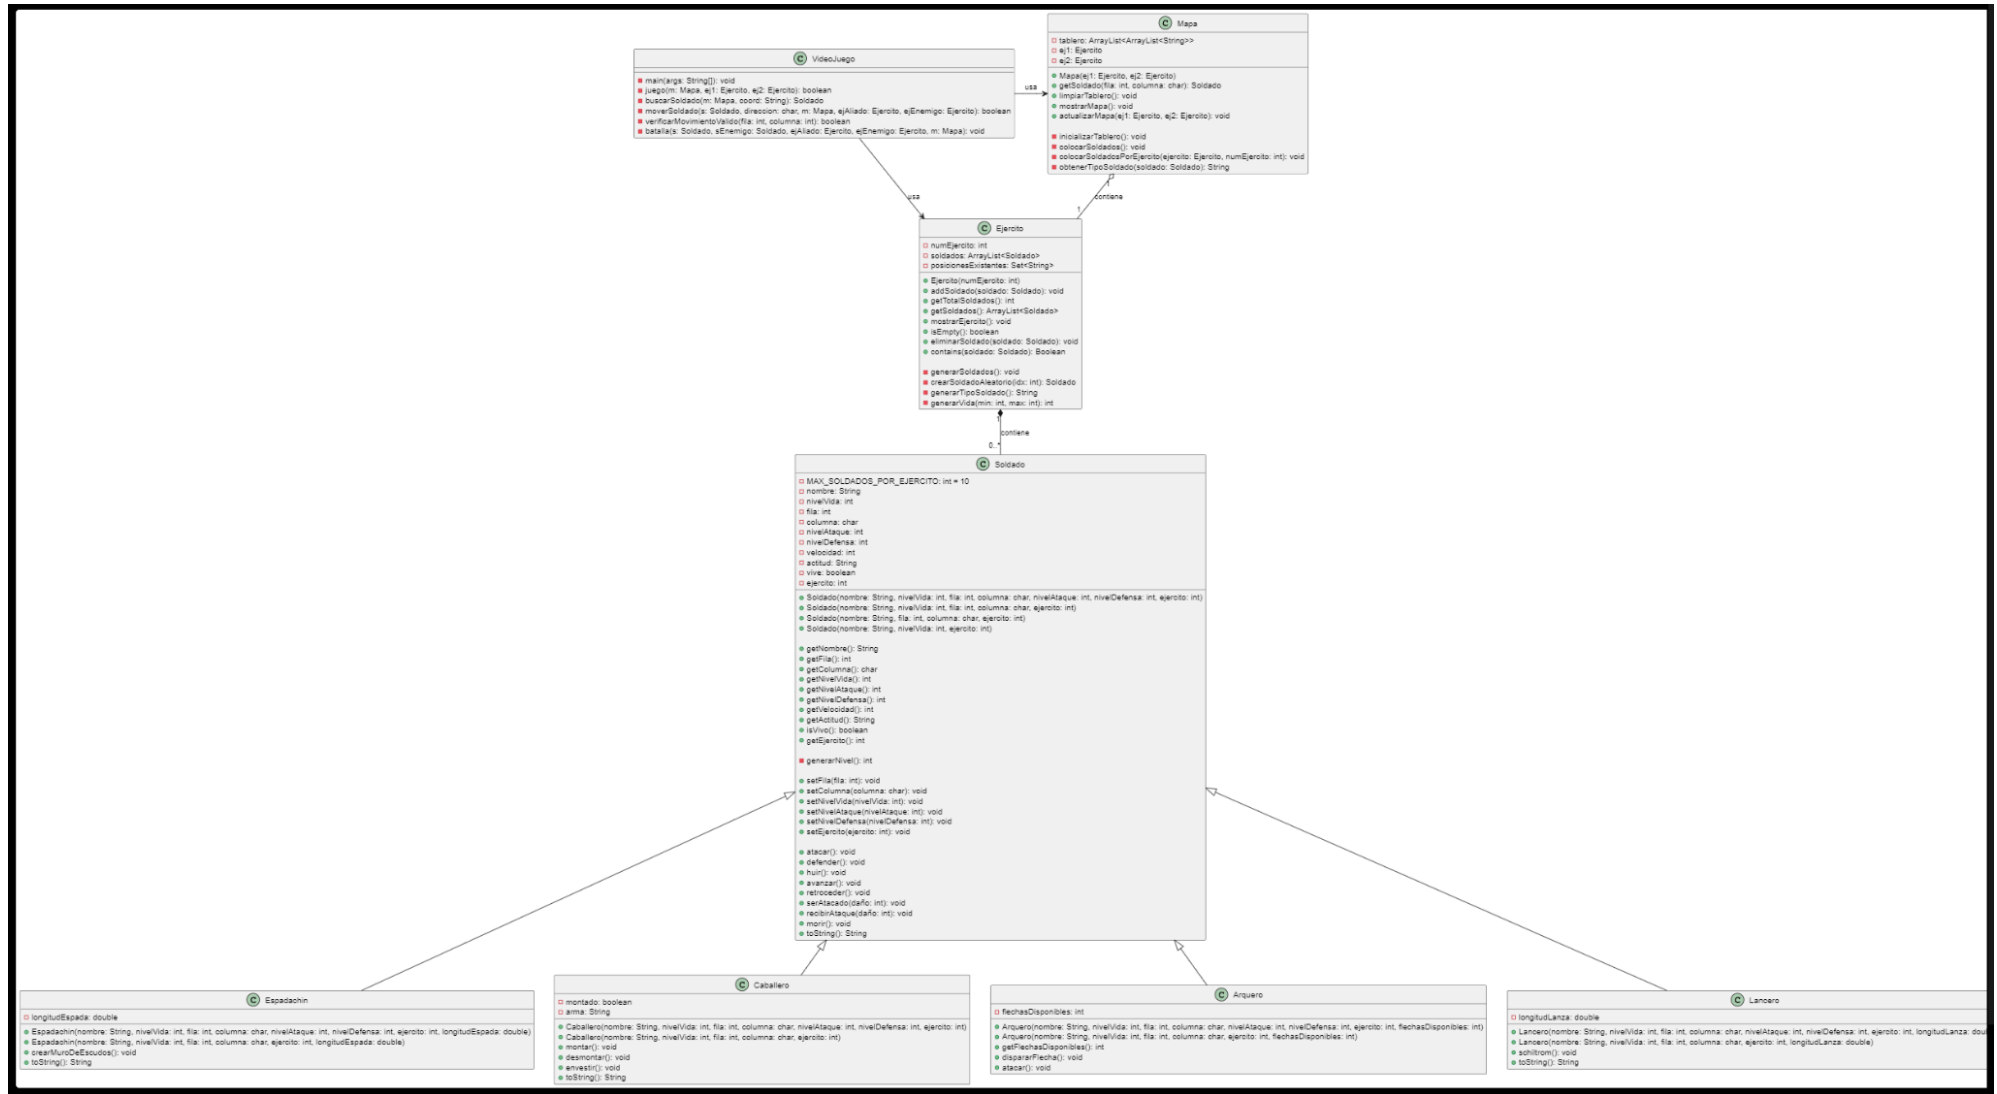 C Mapa
tablero: ArrayList<ArrayList<String>>
ej1: Ejercito
ej2: Ejercito
Mapa(ej1: Ejercito, ej2: Ejercito)
getSoldado(fila: int, columna: char): Soldado
limpiarTablero(): void
mostrarMapa(): void
actualizarMapa(ej1: Ejercito, ej2: Ejercito): void
inicializarTablero(): void
colocarSoldados(): void
colocarSoldadosPorEjercito(ejercito: Ejercito, numEjercito: int): void
obtenerTipoSoldado(soldado: Soldado): String
C VideoJuego
main(args: String[]): void
juego(m: Mapa, ej1: Ejercito, ej2: Ejercito): boolean
buscarSoldado(m: Mapa, coord: String): Soldado
moverSoldado(s: Soldado, direccion: char, m: Mapa, ejAliado: Ejercito, ejEnemigo: Ejercito): boolean
verificarMovimientoValido(fila: int, columna: int): boolean
batalla(s: Soldado, sEnemigo: Soldado, ejAliado: Ejercito, ejEnemigo: Ejercito, m: Mapa): void
usa
usa
1
contiene
1
C Ejercito
numEjercito: int
soldados: ArrayList<Soldado>
posicionesExistentes: Set<String>
Ejercito(numEjercito: int)
addSoldado(soldado: Soldado): void
getTotalSoldados(): int
getSoldados(): ArrayList<Soldado>
mostrarEjercito(): void
isEmpty(): boolean
eliminarSoldado(soldado: Soldado): void
contains(soldado: Soldado): Boolean
generarSoldados(): void
crearSoldadoAleatorio(idx: int): Soldado
generarTipoSoldado(): String
generarVida(min: int, max: int): int
1
contiene
0..*
C Soldado
MAX_SOLDADOS_POR_EJERCITO: int = 10
nombre: String
nivelVida: int
fila: int
columna: char
nivelAtaque: int
nivelDefensa: int
velocidad: int
actitud: String
vive: boolean
ejercito: int
Soldado(nombre: String, nivelVida: int, fila: int, columna: char, nivelAtaque: int, nivelDefensa: int, ejercito: int)
Soldado(nombre: String, nivelVida: int, fila: int, columna: char, ejercito: int)
Soldado(nombre: String, fila: int, columna: char, ejercito: int)
Soldado(nombre: String, nivelVida: int, ejercito: int)
getNombre(): String
getFila(): int
getColumna(): char
getNivelVida(): int
getNivelAtaque(): int
getNivelDefensa(): int
getVelocidad(): int
getActitud(): String
isVivo(): boolean
getEjercito(): int
generarNivel(): int
setFila(fila: int): void
setColumna(columna: char): void
setNivelVida(nivelVida: int): void
setNivelAtaque(nivelAtaque: int): void
setNivelDefensa(nivelDefensa: int): void
setEjercito(ejercito: int): void
atacar(): void
defender(): void
huir(): void
avanzar(): void
retroceder(): void
serAtacado(daño: int): void
recibirAtaque(daño: int): void
morir(): void
toString(): String
C Espadachin
longitudEspada: double
Espadachin(nombre: String, nivelVida: int, fila: int, columna: char, nivelAtaque: int, nivelDefensa: int, ejercito: int, longitudEspada: double)
Espadachin(nombre: String, nivelVida: int, fila: int, columna: char, ejercito: int, longitudEspada: double)
crearMuroDeEscudos(): void
toString(): String
C Caballero
montado: boolean
arma: String
Caballero(nombre: String, nivelVida: int, fila: int, columna: char, nivelAtaque: int, nivelDefensa: int, ejercito: int)
Caballero(nombre: String, nivelVida: int, fila: int, columna: char, ejercito: int)
montar(): void
desmontar(): void
envestir(): void
toString(): String
C Arquero
flechasDisponibles: int
Arquero(nombre: String, nivelVida: int, fila: int, columna: char, nivelAtaque: int, nivelDefensa: int, ejercito: int, flechasDisponibles: int)
Arquero(nombre: String, nivelVida: int, fila: int, columna: char, ejercito: int, flechasDisponibles: int)
getFlechasDisponibles(): int
dispararFlecha(): void
atacar(): void
C Lancero
longitudLanza: double
Lancero(nombre: String, nivelVida: int, fila: int, columna: char, nivelAtaque: int, nivelDefensa: int, ejercito: int, longitudLanza: dou
Lancero(nombre: String, nivelVida: int, fila: int, columna: char, ejercito: int, longitudLanza: double)
schiltrom(): void
toString(): String